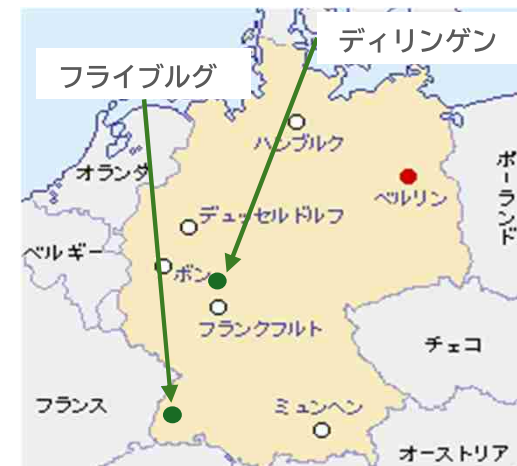 ディリンゲン
フライブルグ
ハンブルク
オランダ
ポーランド
ベルリン
デュッセルドルフ
ベルギー
ボン
フランクフルト
チェコ
フランス
ミュンヘン
オーストリア